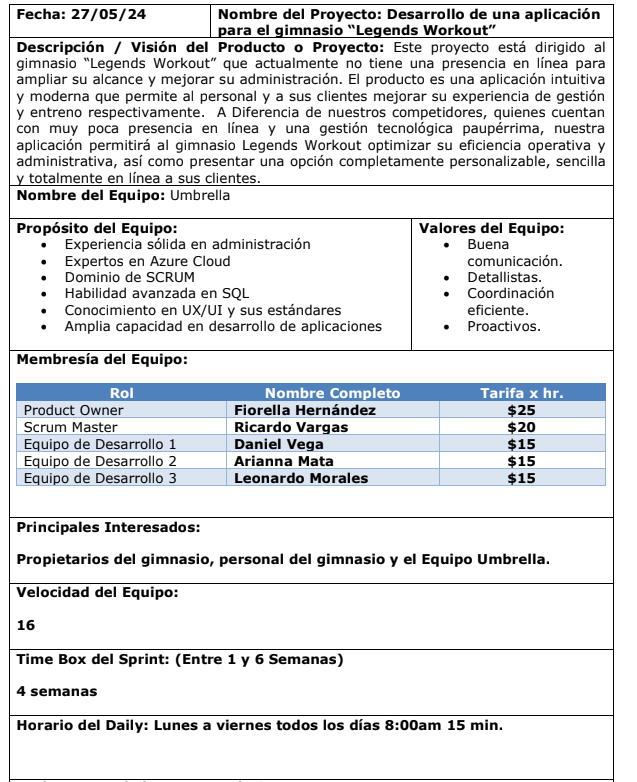 Fecha: 27/05/24
Nombre del Proyecto: Desarrollo de una aplicación
para el gimnasio “Legends Workout”
Descripción / Visión del Producto o Proyecto: Este proyecto está dirigido al
gimnasio “Legends Workout” que actualmente no tiene una presencia en línea para
ampliar su alcance y mejorar su administración. El producto es una aplicación intuitiva
y moderna que permite al personal y a sus clientes mejorar su experiencia de gestión
y entreno respectivamente. A Diferencia de nuestros competidores, quienes cuentan
con muy poca presencia en línea y una gestión tecnológica paupérrima, nuestra
aplicación permitirá al gimnasio Legends Workout optimizar su eficiencia operativa y
administrativa, así como presentar una opción completamente personalizable, sencilla
y totalmente en línea a sus clientes.
Nombre del Equipo: Umbrella
Propósito del Equipo:
• Experiencia sólida en administración
• Expertos en Azure Cloud
• Dominio de SCRUM
• Habilidad avanzada en SQL
• Conocimiento en UX/UI y sus estándares
• Amplia capacidad en desarrollo de aplicaciones
Valores del Equipo:
• Buena
comunicación.
• Detallistas.
• Coordinación
eficiente.
• Proactivos.
Membresía del Equipo:
Rol Nombre Completo Tarifa x hr.
Product Owner Fiorella Hernández $25
Scrum Master Ricardo Vargas $20
Equipo de Desarrollo 1 Daniel Vega $15
Equipo de Desarrollo 2 Arianna Mata $15
Equipo de Desarrollo 3 Leonardo Morales $15
Principales Interesados:
Propietarios del gimnasio, personal del gimnasio y el Equipo Umbrella.
Velocidad del Equipo:
16
Time Box del Sprint: (Entre 1 y 6 Semanas)
4 semanas
Horario del Daily: Lunes a viernes todos los días 8:00am 15 min.